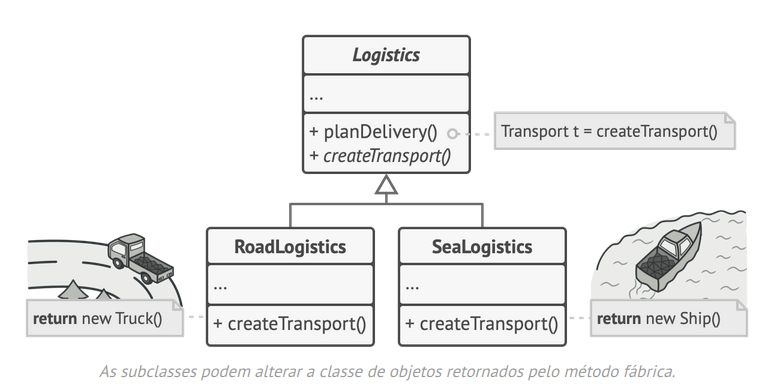 Logistics
...
+ planDelivery()
+ createTransport()
Transport t = createTransport()
RoadLogistics
...
+ createTransport()
SeaLogistics
...
+ createTransport()
return new Truck()
return new Ship()
As subclasses podem alterar a classe de objetos retornados pelo método fábrica.